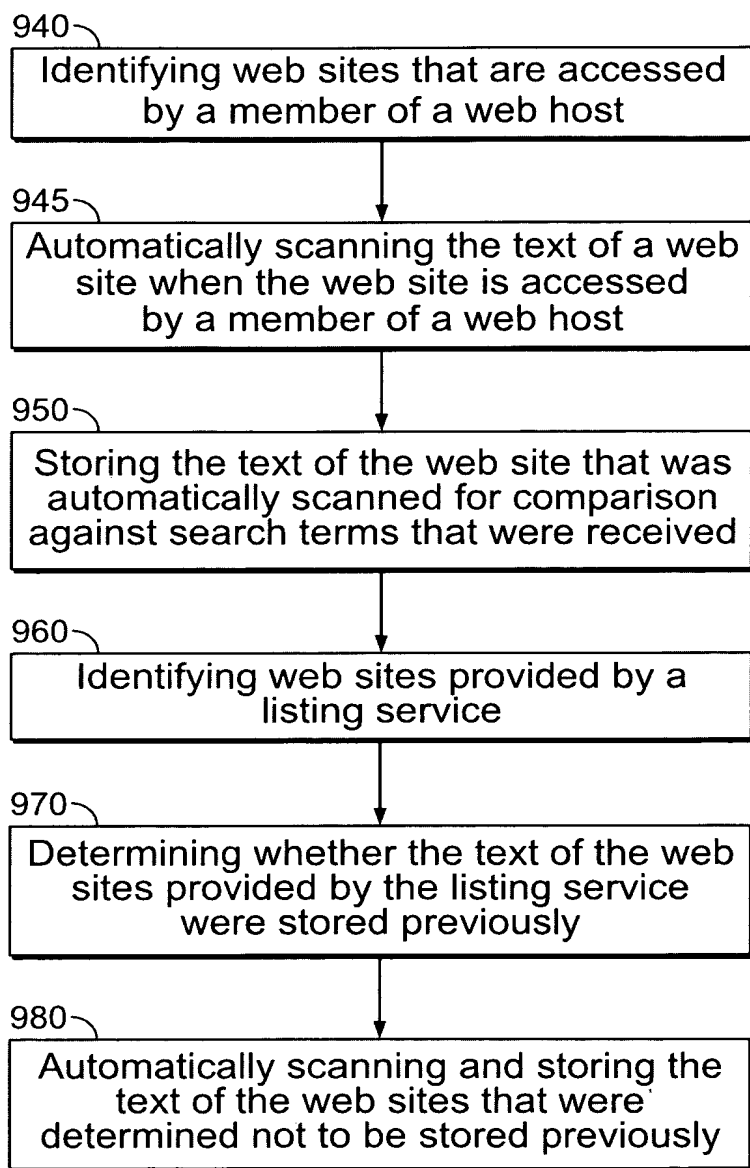 940
Identifying web sites that are accessed
by a member of a web host
945
Automatically scanning the text of a web
site when the web site is accessed
by a member of a web host
950
Storing the text of the web site that was
automatically scanned for comparison
against search terms that were received
960
Identifying web sites provided by a
listing service
970
Determining whether the text of the web
sites provided by the listing service
were stored previously
980
Automatically scanning and storing the
text of the web sites that were
determined not to be stored previously